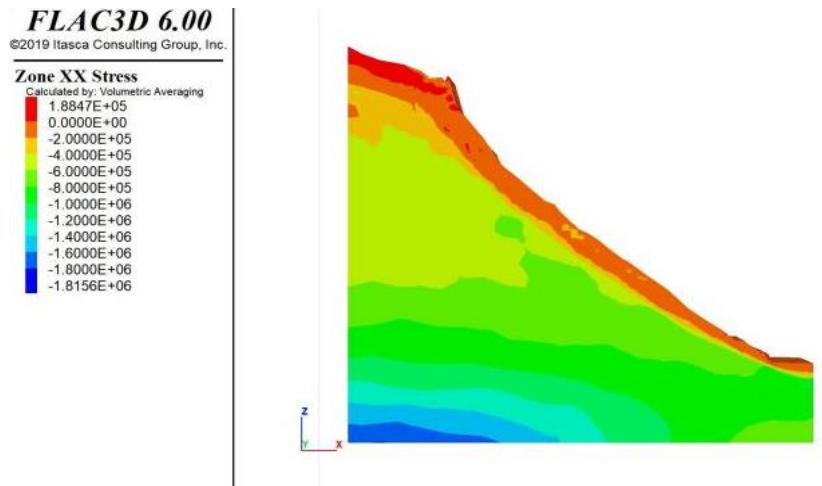 FLAC3D 6.00
©2019 Itasca Consulting Group, Inc.
Zone XX Stress
Calculated by: Volumetric Averaging
1.8847E+05
0.0000E+00
-2.0000E+05
-4.0000E+05
-6.0000E+05
-8.0000E+05
-1.0000E+06
-1.2000E+06
-1.4000E+06
-1.6000E+06
-1.8000E+06
-1.8156E+06
Z
Y
X